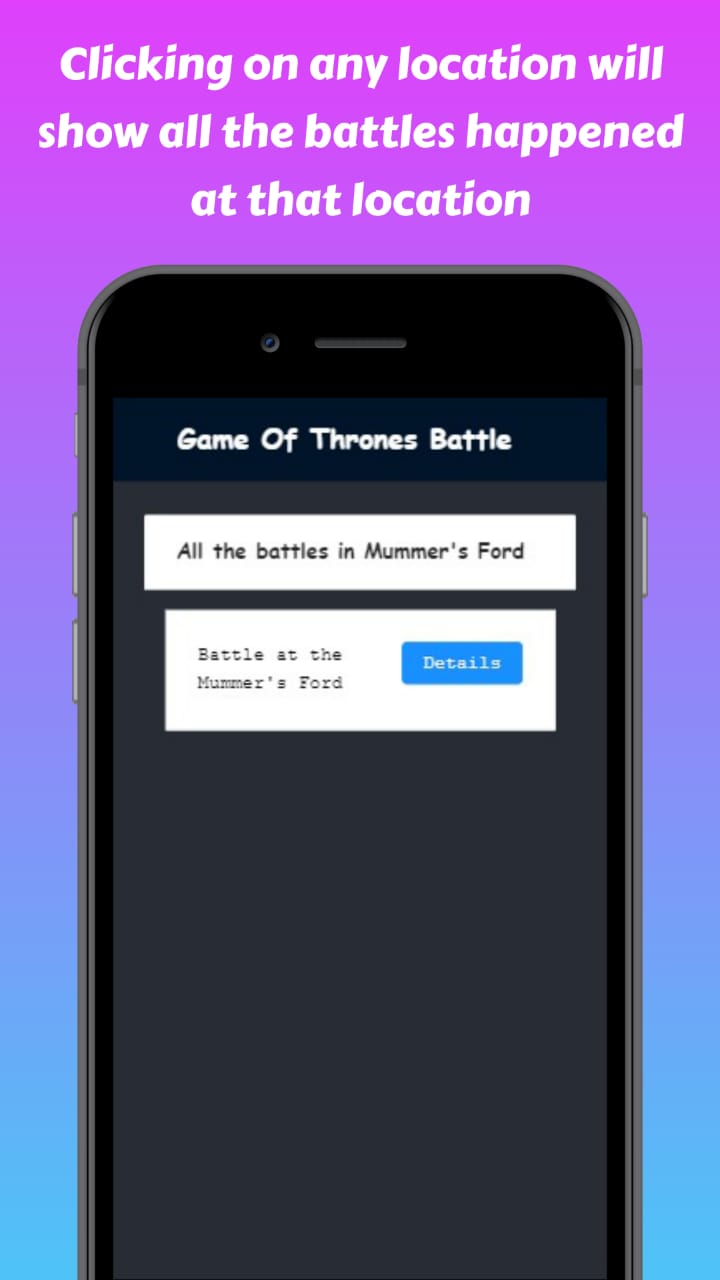 Clicking on any location will
show all the battles happened
at that location
Game Of Thrones Battle
All the battles in Mummer's Ford
Battle at the
Mummer's Ford
Details